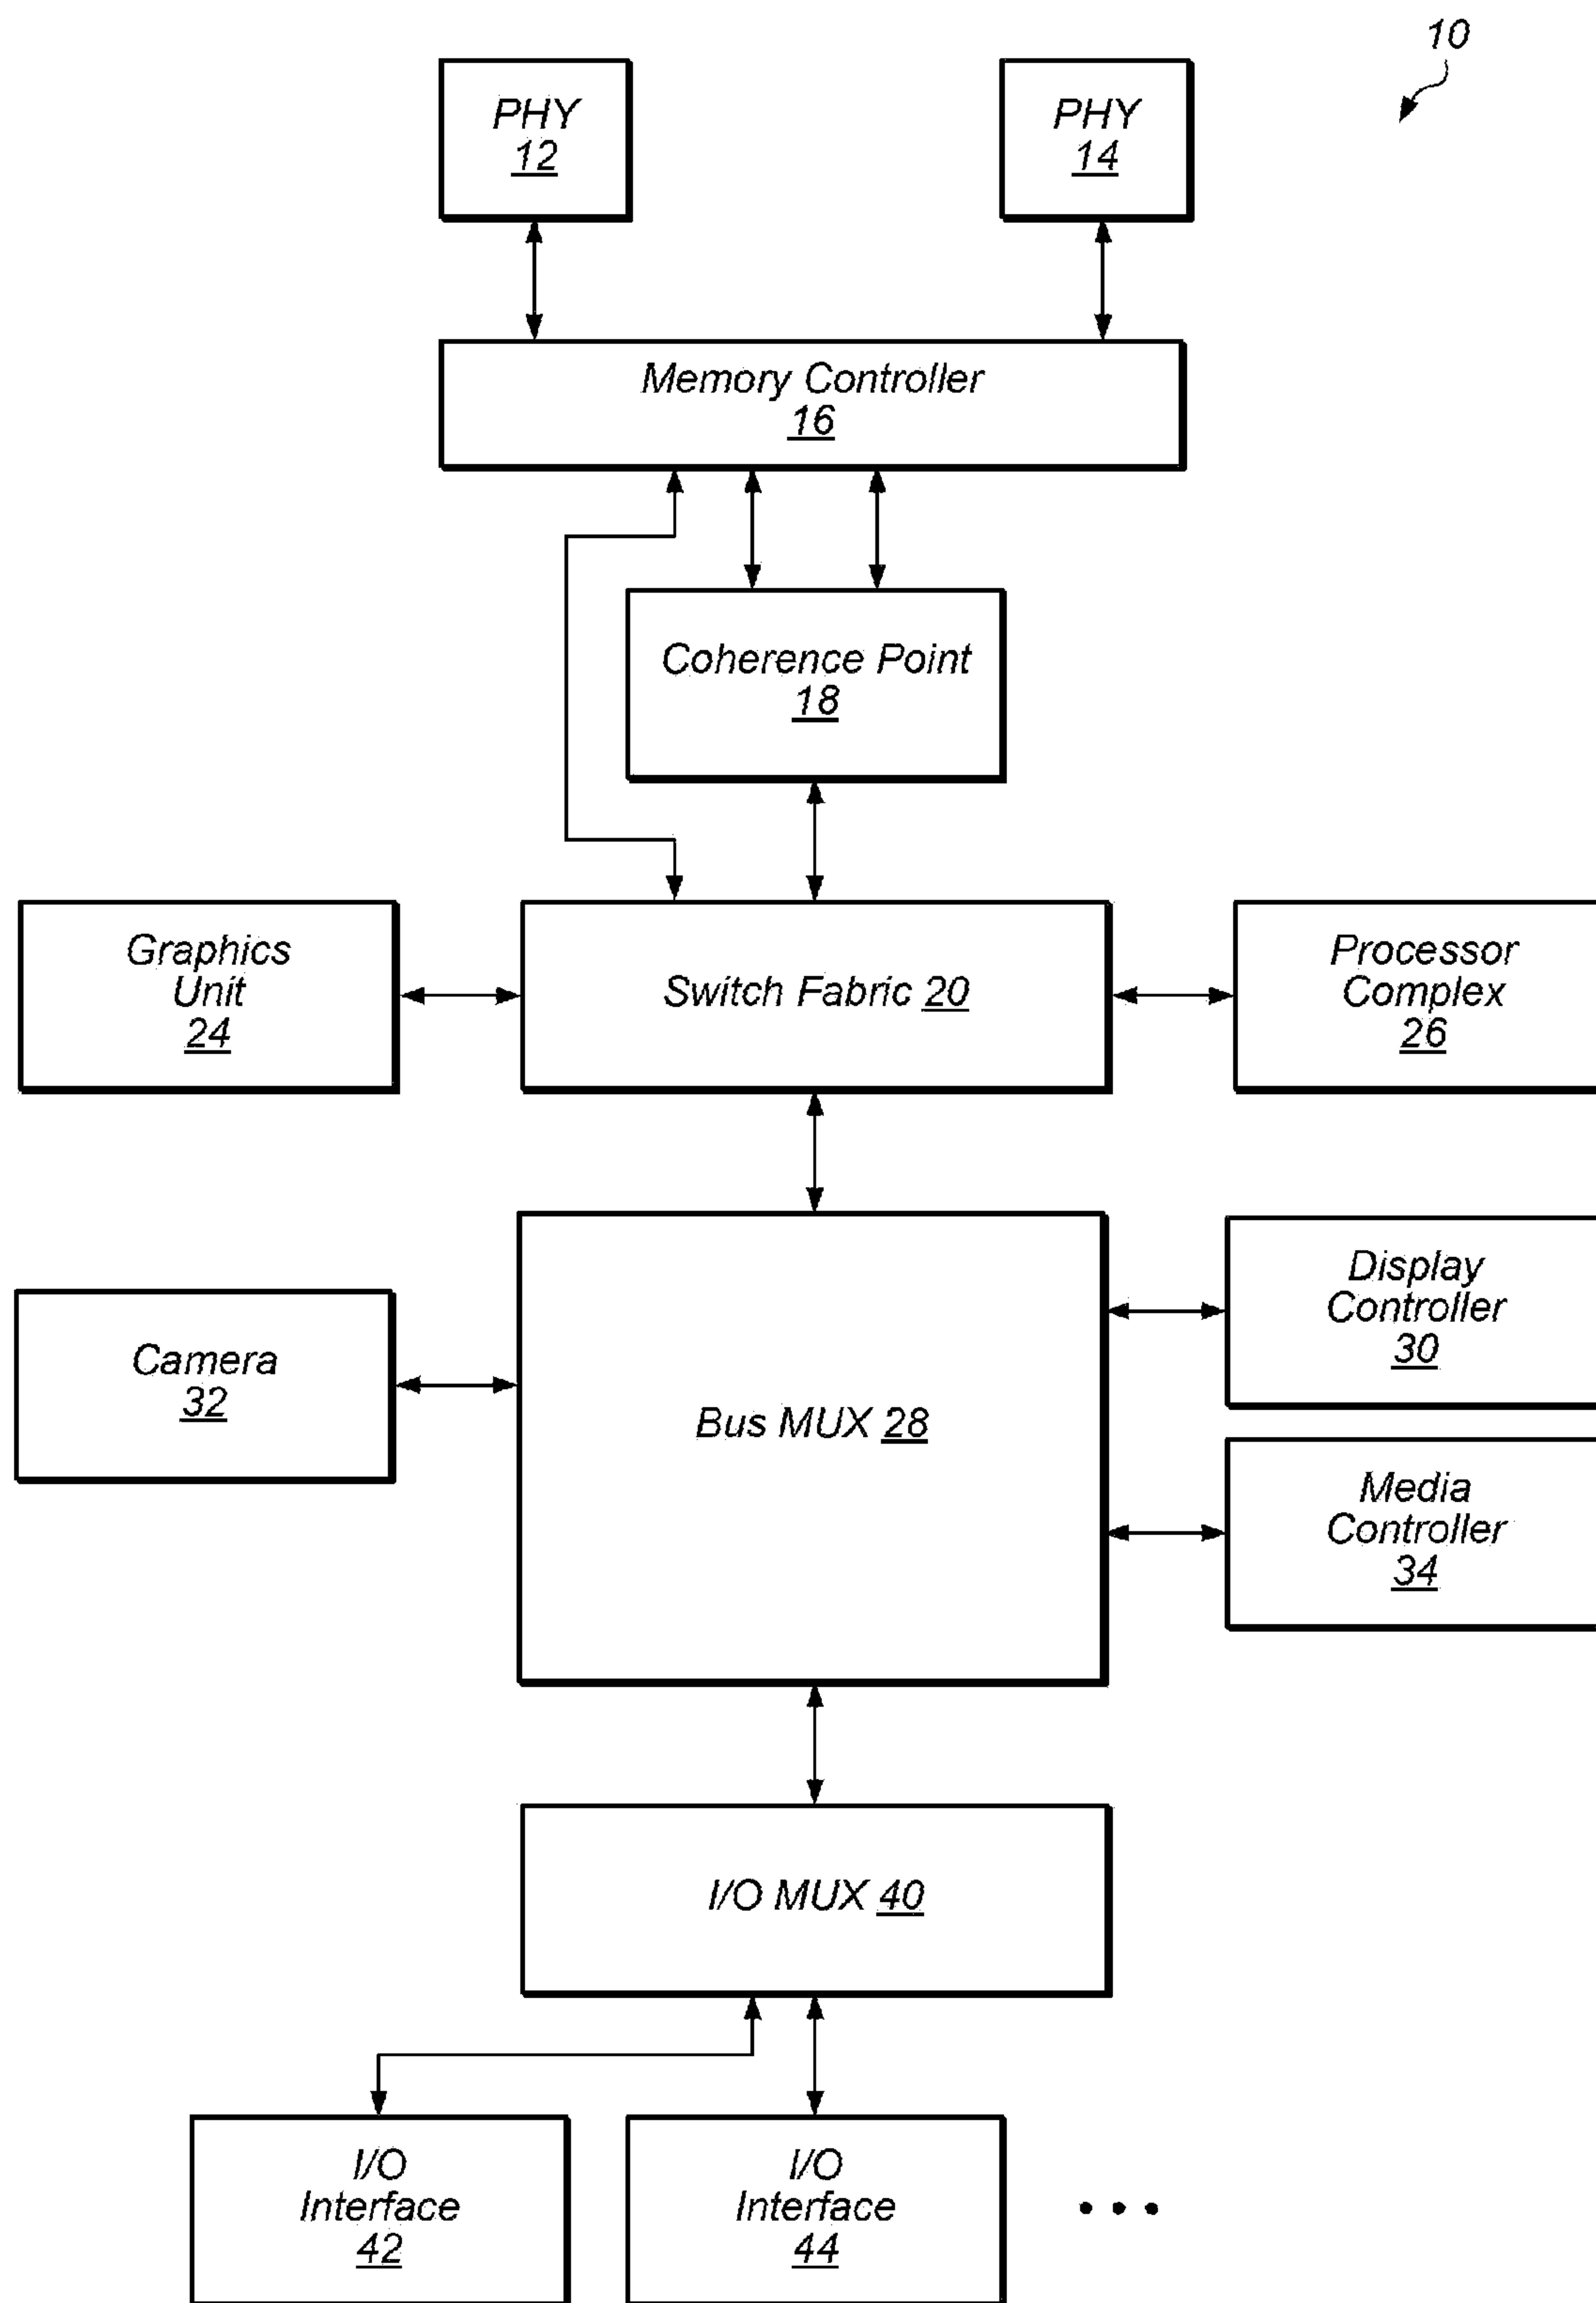 10
PHY
12
PHY
14
Memory Controller
16
Coherence Point
18
Graphics
Unit
24
Switch Fabric 20
Processor
Complex
26
Camera
32
Bus MUX 28
Display
Controller
30
Media
Controller
34
I/O MUX 40
I/O
Interface
42
I/O
Interface
44
• • •